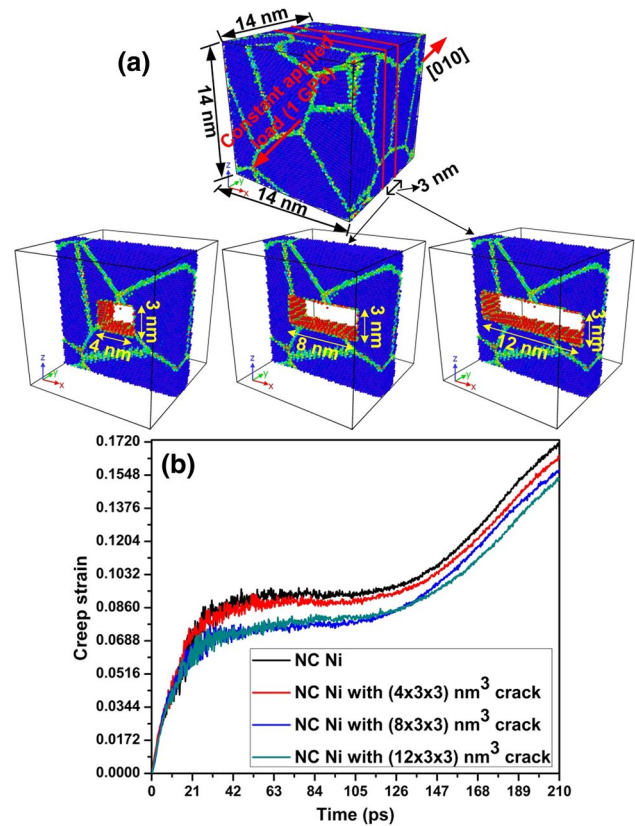 14 nm
(a)
[010]
Constant applied
load (1 GPa)
14 nm
3 nm
14 nm
z
y
x
3 nm
4 nm
z
y
x
3 nm
8 nm
z
y
x
3 nm
12 nm
z
y
x
(b)
0.1720
0.1548
0.1376
0.1204
0.1032
0.0860
0.0688
0.0516
0.0344
0.0172
0.0000
Creep strain
NC Ni
NC Ni with (4x3x3) nm³ crack
NC Ni with (8x3x3) nm³ crack
NC Ni with (12x3x3) nm³ crack
0 21 42 63 84 105 126 147 168 189 210
Time (ps)